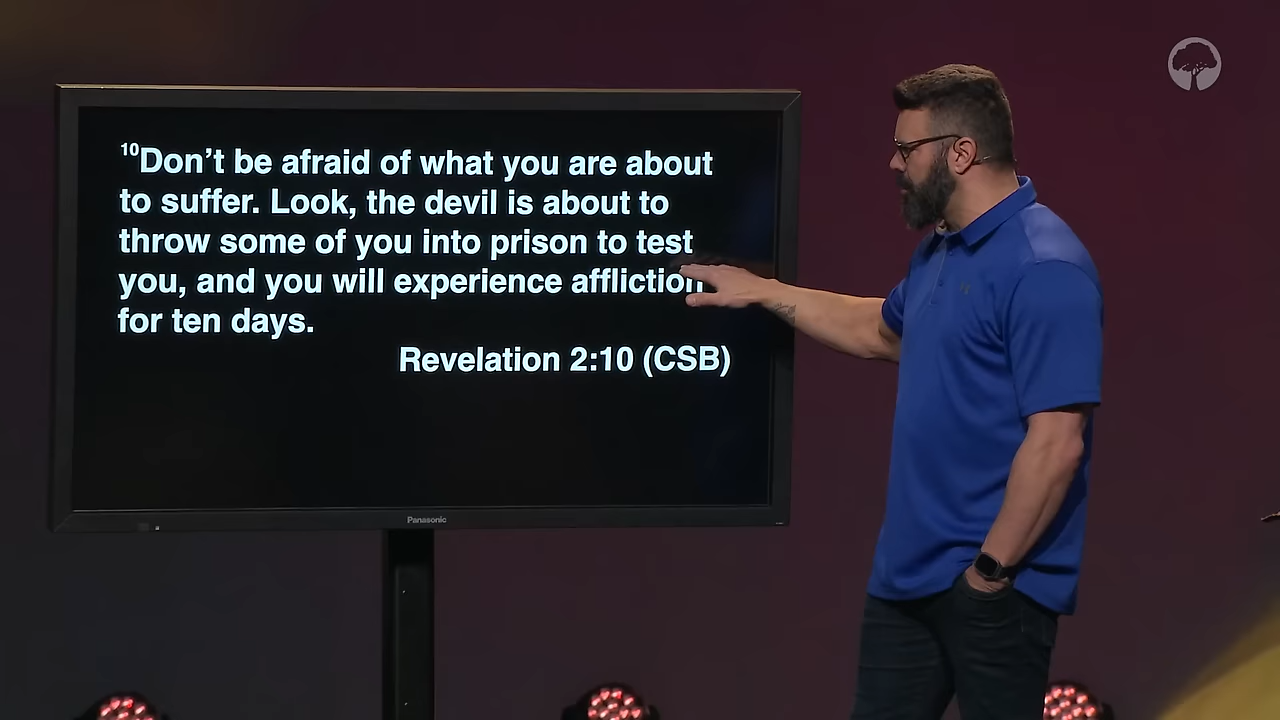 ¹⁰Don't be afraid of what you are about
to suffer. Look, the devil is about to
throw some of you into prison to test
you, and you will experience affliction
for ten days.
Revelation 2:10 (CSB)
Panasonic